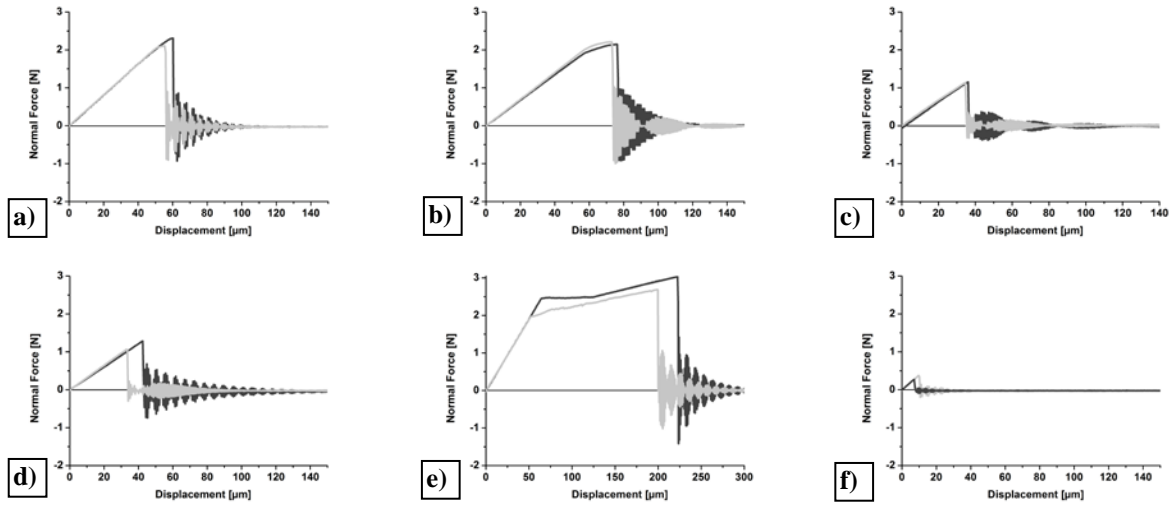 3
2
1
0
-1
-2
Normal Force [N]
0 20 40 60 80 100 120 140
Displacement [µm]
a)
3
2
1
0
-1
-2
Normal Force [N]
0 20 40 60 80 100 120 140
Displacement [µm]
b)
3
2
1
0
-1
-2
Normal Force [N]
0 20 40 60 80 100 120 140
Displacement [µm]
c)
3
2
1
0
-1
-2
Normal Force [N]
0 20 40 60 80 100 120 140
Displacement [µm]
d)
3
2
1
0
-1
-2
Normal Force [N]
0 50 100 150 200 250 300
Displacement [µm]
e)
3
2
1
0
-1
-2
Normal Force [N]
0 20 40 60 80 100 120 140
Displacement [µm]
f)